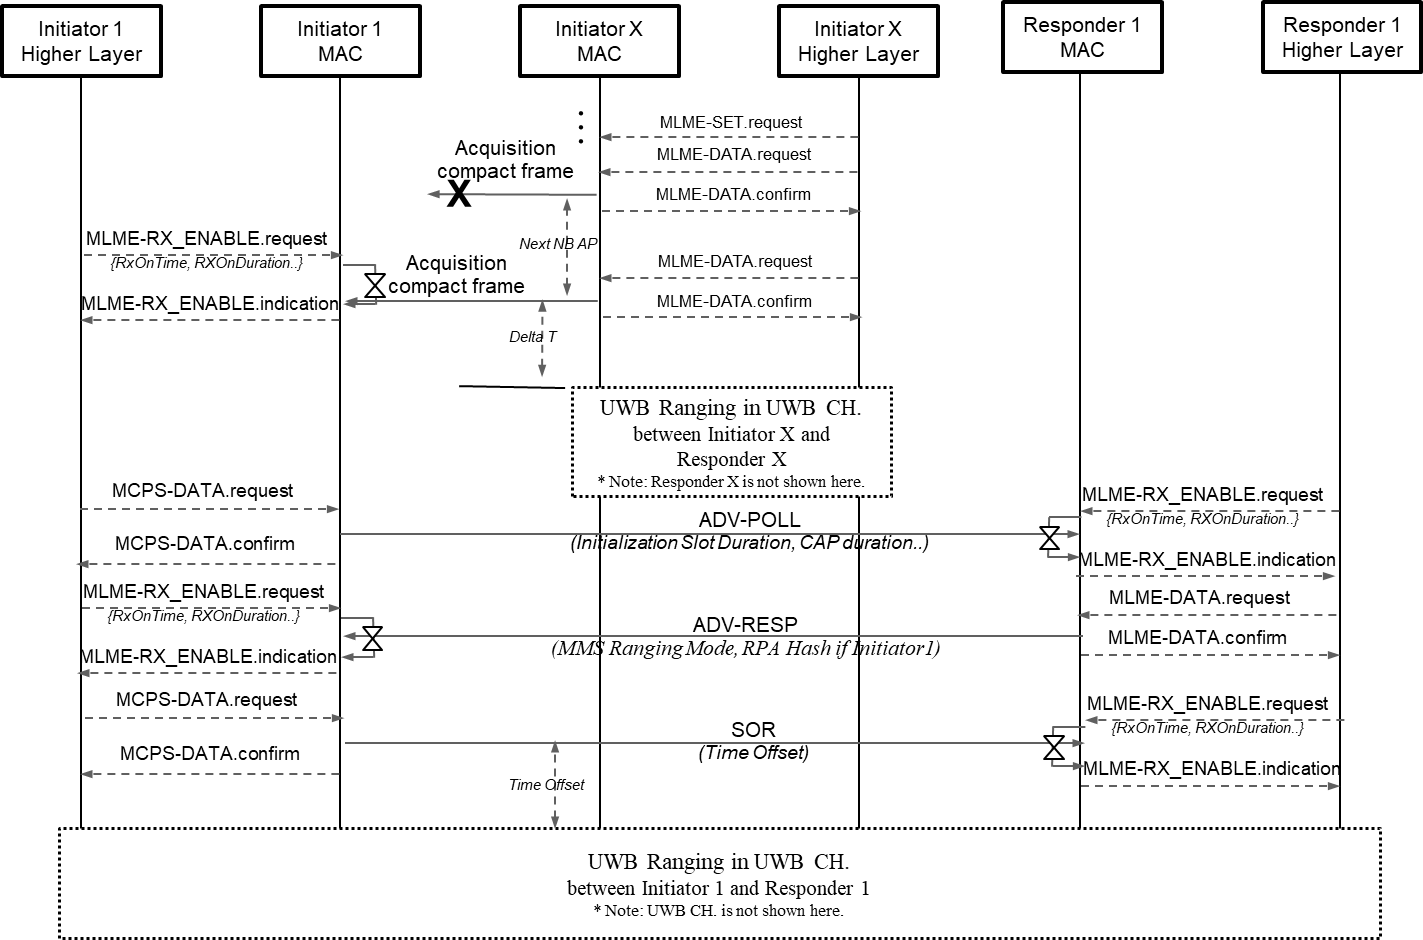 Initiator 1
Higher Layer
Initiator 1
MAC
Initiator X
MAC
Initiator X
Higher Layer
Responder 1
MAC
Responder 1
Higher Layer
MLME-SET.request
Acquisition
compact frame
MLME-DATA.request
X
MLME-DATA.confirm
MLME-RX_ENABLE.request
{RxOnTime, RXOnDuration..}
Next NB AP
Acquisition
compact frame
MLME-DATA.request
MLME-RX_ENABLE.indication
MLME-DATA.confirm
Delta T
UWB Ranging in UWB CH.
between Initiator X and
Responder X
* Note: Responder X is not shown here.
MCPS-DATA.request
MLME-RX_ENABLE.request
{RxOnTime, RXOnDuration..}
ADV-POLL
(Initialization Slot Duration, CAP duration..)
MCPS-DATA.confirm
MLME-RX_ENABLE.indication
MLME-RX_ENABLE.request
{RxOnTime, RXOnDuration..}
MLME-DATA.request
ADV-RESP
(MMS Ranging Mode, RPA Hash if Initiator1)
MLME-DATA.confirm
MLME-RX_ENABLE.indication
MCPS-DATA.request
MLME-RX_ENABLE.request
{RxOnTime, RXOnDuration..}
SOR
(Time Offset)
MCPS-DATA.confirm
MLME-RX_ENABLE.indication
Time Offset
UWB Ranging in UWB CH.
between Initiator 1 and Responder 1
* Note: UWB CH. is not shown here.